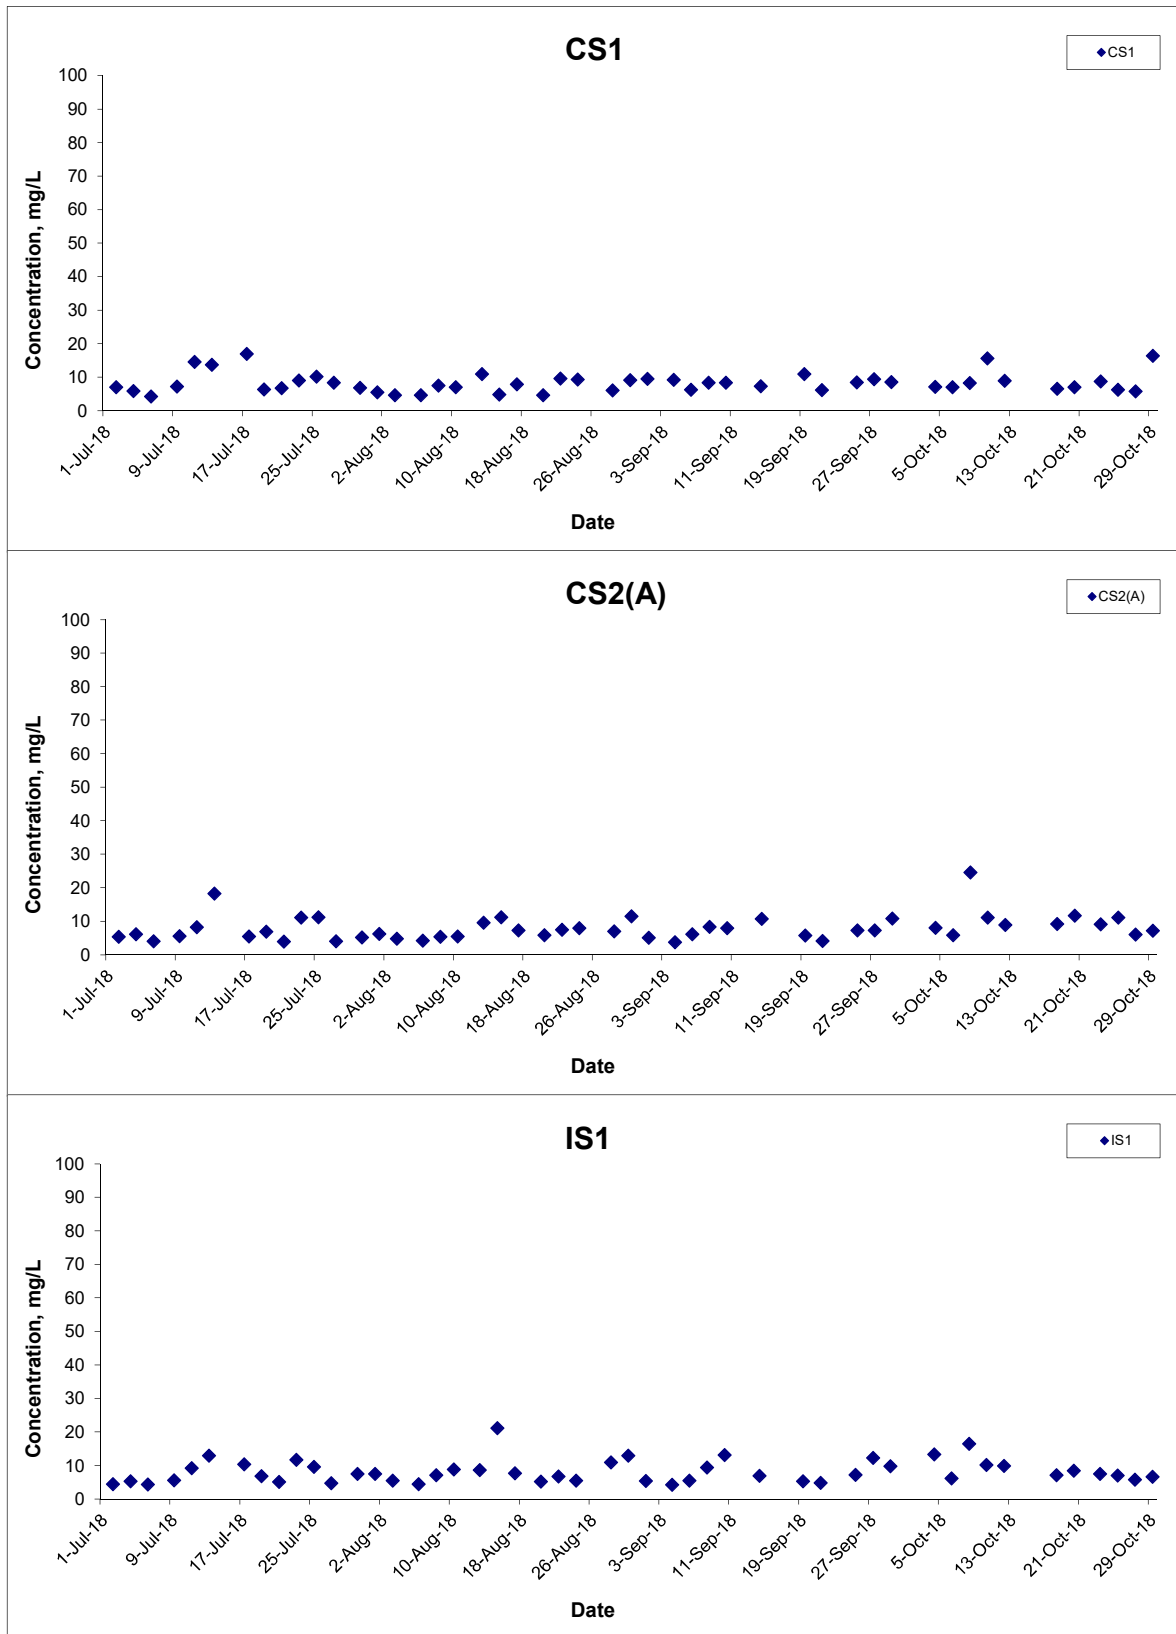 CS1
CS1
100
90
80
70
60
50
40
30
20
10
0
Concentration, mg/L
1-Jul-18
9-Jul-18
17-Jul-18
25-Jul-18
2-Aug-18
10-Aug-18
18-Aug-18
26-Aug-18
3-Sep-18
11-Sep-18
19-Sep-18
27-Sep-18
5-Oct-18
13-Oct-18
21-Oct-18
29-Oct-18
Date
CS2(A)
CS2(A)
100
90
80
70
60
50
40
30
20
10
0
Concentration, mg/L
1-Jul-18
9-Jul-18
17-Jul-18
25-Jul-18
2-Aug-18
10-Aug-18
18-Aug-18
26-Aug-18
3-Sep-18
11-Sep-18
19-Sep-18
27-Sep-18
5-Oct-18
13-Oct-18
21-Oct-18
29-Oct-18
Date
IS1
IS1
100
90
80
70
60
50
40
30
20
10
0
Concentration, mg/L
1-Jul-18
9-Jul-18
17-Jul-18
25-Jul-18
2-Aug-18
10-Aug-18
18-Aug-18
26-Aug-18
3-Sep-18
11-Sep-18
19-Sep-18
27-Sep-18
5-Oct-18
13-Oct-18
21-Oct-18
29-Oct-18
Date